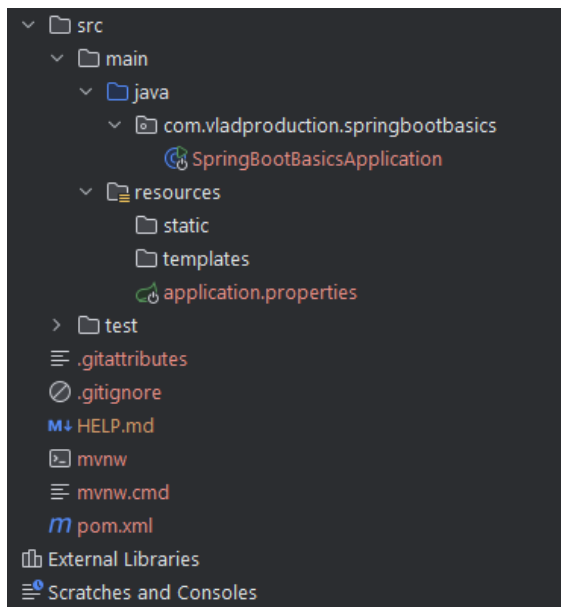 src
main
java
com.vladproduction.springbootbasics
SpringBootBasicsApplication
resources
static
templates
application.properties
test
.gitattributes
.gitignore
M↓ HELP.md
mvnw
mvnw.cmd
m pom.xml
External Libraries
Scratches and Consoles